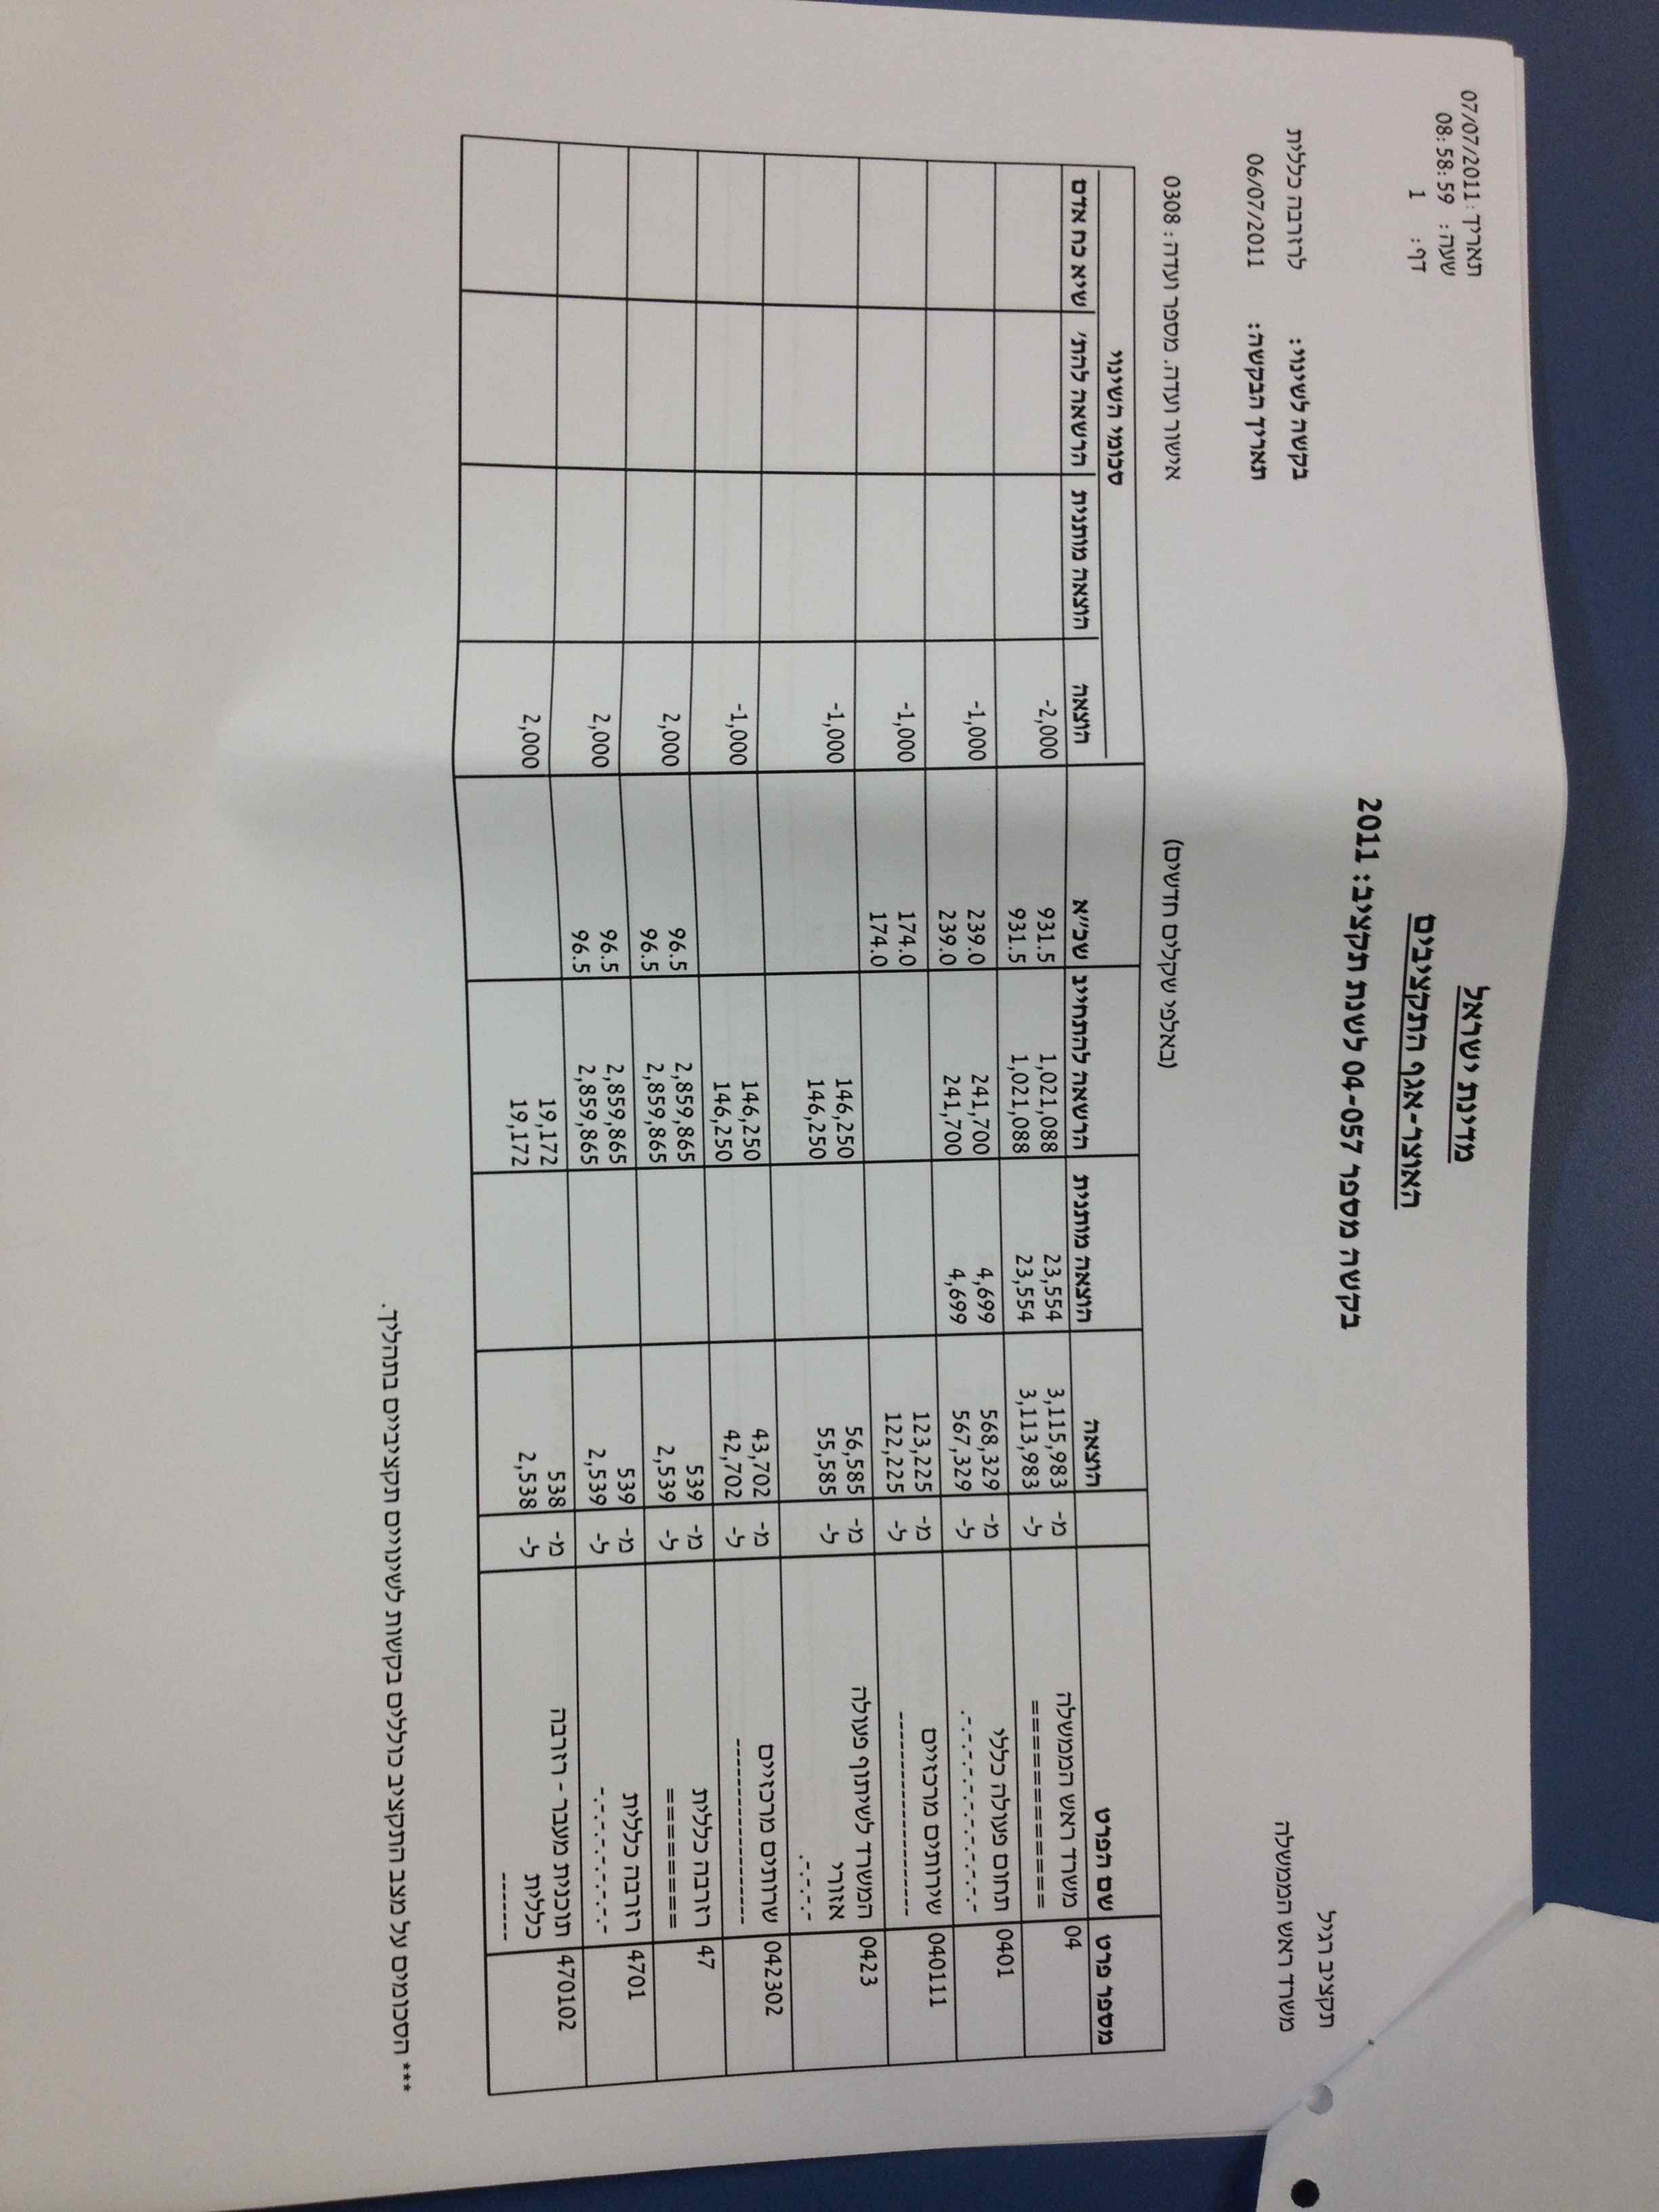 תאריך: 07/07/2011
שעה: 08:58:59
דף: 1
מדינת ישראל
האוצר-אגף התקציבים
בקשה מספר 04-057 לשנת תקציב: 2011
תקציב רגיל
משרד ראש הממשלה
בקשה לשינוי: לרזרבה כללית
תאריך הבקשה: 06/07/2011
(באלפי שקלים חדשים)
אישור ועדה. מספר ועדה: 0308
סכומי השינוי
מספר פרט שם הפרט הוצאה הוצאה מותנית הרשאה להתחייב שכ"א הוצאה הוצאה מותנית הרשאה להת' שיא כח אדם
04 משרד ראש הממשלה מ- 3,115,983 23,554 1,021,088 931.5 -2,000
============= ל- 3,113,983 23,554 1,021,088 931.5
0401 תחום פעולה כללי מ- 568,329 4,699 241,700 239.0 -1,000
-.-.-.-.-.-.-.-.-.- ל- 567,329 4,699 241,700 239.0
040111 שירותים מרכזיים מ- 123,225 174.0 -1,000
------------------- ל- 122,225 174.0
0423 המשרד לשיתוף פעולה מ- 56,585 146,250 -1,000
אזורי ל- 55,585 146,250
-.-.-.-.
042302 שרותים מרכזיים מ- 43,702 146,250 -1,000
------------------ ל- 42,702 146,250
47 רזרבה כללית מ- 539 2,859,865 96.5 2,000
========= ל- 2,539 2,859,865 96.5
4701 רזרבה כללית מ- 539 2,859,865 96.5 2,000
-.-.-.-.-.-.-.- ל- 2,539 2,859,865 96.5
470102 תוכנית מעבר - רזרבה מ- 538 19,172 2,000
כללית ל- 2,538 19,172
-------
*** הסכומים על מצב התקציב כוללים בקשות לשינויים תקציביים בתהליך.